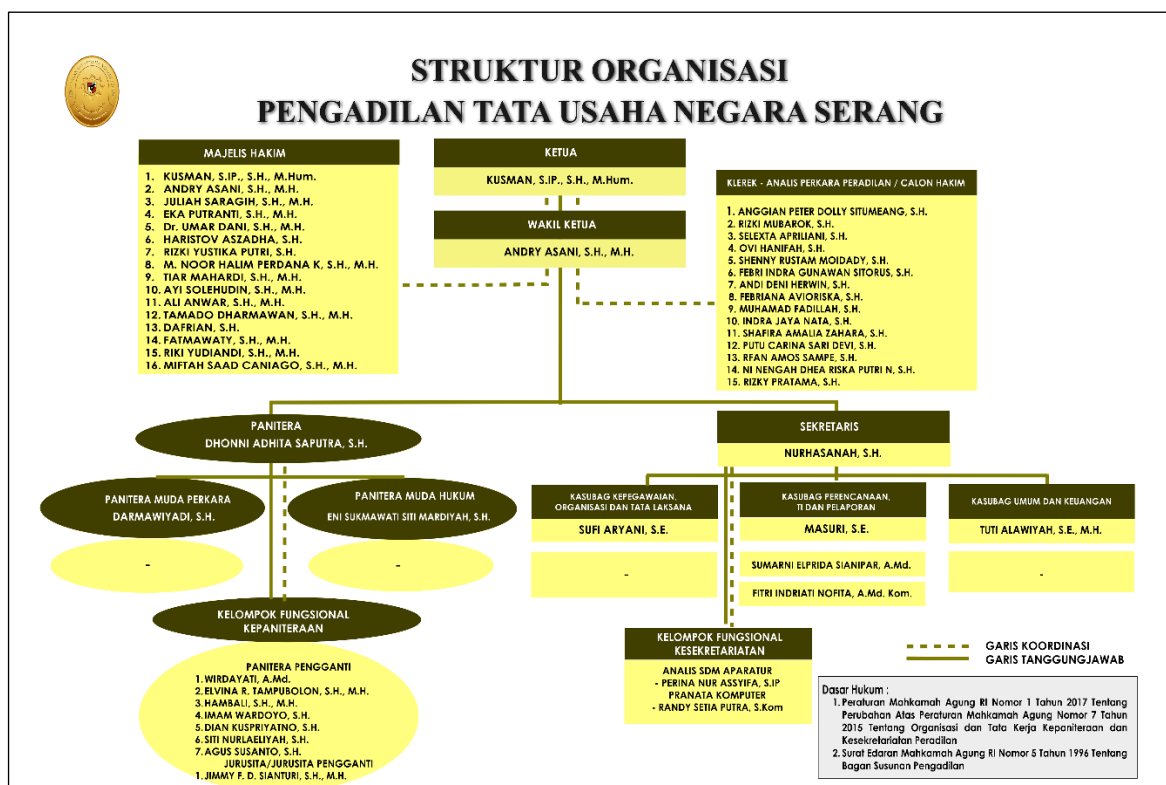 STRUKTUR ORGANISASI
PENGADILAN TATA USAHA NEGARA SERANG
MAJELIS HAKIM
1. KUSMAN, S.IP., S.H., M.Hum.
2. ANDRY ASANI, S.H., M.H.
3. JULIAH SARAGIH, S.H., M.H.
4. EKA PUTRANTI, S.H., M.H.
5. Dr. UMAR DANI, S.H., M.H.
6. HARISTOV ASZADHA, S.H.
7. RIZKI YUSTIKA PUTRI, S.H.
8. M. NOOR HALIM PERDANA K, S.H., M.H.
9. TIAR MAHARDI, S.H., M.H.
10. AYI SOLEHUDIN, S.H., M.H.
11. ALI ANWAR, S.H., M.H.
12. TAMADO DHARMAWAN, S.H., M.H.
13. DAFRIAN, S.H.
14. FATMAWATY, S.H., M.H.
15. RIKI YUDIANDI, S.H., M.H.
16. MIFTAH SAAD CANIAGO, S.H., M.H.
KETUA
KUSMAN, S.IP., S.H., M.Hum.
WAKIL KETUA
ANDRY ASANI, S.H., M.H.
KLEREK - ANALIS PERKARA PERADILAN / CALON HAKIM
1. ANGGIAN PETER DOLLY SITUMEANG, S.H.
2. RIZKI MUBAROK, S.H.
3. SELEXTA APRILIANI, S.H.
4. OVI HANIFAH, S.H.
5. SHENNY RUSTAM MOIDADY, S.H.
6. FEBRI INDRA GUNAWAN SITORUS, S.H.
7. ANDI DENI HERWIN, S.H.
8. FEBRIANA AVIORISKA, S.H.
9. MUHAMAD FADILLAH, S.H.
10. INDRA JAYA NATA, S.H.
11. SHAFIRA AMALIA ZAHARA, S.H.
12. PUTU CARINA SARI DEVI, S.H.
13. RFAN AMOS SAMPE, S.H.
14. NI NENGAH DHEA RISKA PUTRI N, S.H.
15. RIZKY PRATAMA, S.H.
PANITERA
DHONNI ADHITA SAPUTRA, S.H.
SEKRETARIS
NURHASANAH, S.H.
PANITERA MUDA PERKARA
DARMAWIYADI, S.H.
-
PANITERA MUDA HUKUM
ENI SUKMAWATI SITI MARDIYAH, S.H.
-
KASUBAG KEPEGAWAIAN,
ORGANISASI DAN TATA LAKSANA
SUFI ARYANI, S.E.
-
KASUBAG PERENCANAAN,
TI DAN PELAPORAN
MASURI, S.E.
SUMARNI ELPRIDA SIANIPAR, A.Md.
FITRI INDRIATI NOFITA, A.Md. Kom.
KASUBAG UMUM DAN KEUANGAN
TUTI ALAWIYAH, S.E., M.H.
-
KELOMPOK FUNGSIONAL
KEPANITERAAN
PANITERA PENGGANTI
1. WIRDAYATI, A.Md.
2. ELVINA R. TAMPUBOLON, S.H., M.H.
3. HAMBALI, S.H., M.H.
4. IMAM WARDOYO, S.H.
5. DIAN KUSPRIYATNO, S.H.
6. SITI NURLAELIYAH, S.H.
7. AGUS SUSANTO, S.H.
JURUSITA/JURUSITA PENGGANTI
1. JIMMY F. D. SIANTURI, S.H., M.H.
KELOMPOK FUNGSIONAL
KESEKRETARIATAN
ANALIS SDM APARATUR
- PERINA NUR ASSYIFA, S.IP
PRANATA KOMPUTER
- RANDY SETIA PUTRA, S.Kom
GARIS KOORDINASI
GARIS TANGGUNGJAWAB
Dasar Hukum :
1. Peraturan Mahkamah Agung RI Nomor 1 Tahun 2017 Tentang
Perubahan Atas Peraturan Mahkamah Agung Nomor 7 Tahun
2015 Tentang Organisasi dan Tata Kerja Kepaniteraan dan
Kesekretariatan Peradilan
2. Surat Edaran Mahkamah Agung RI Nomor 5 Tahun 1996 Tentang
Bagan Susunan Pengadilan